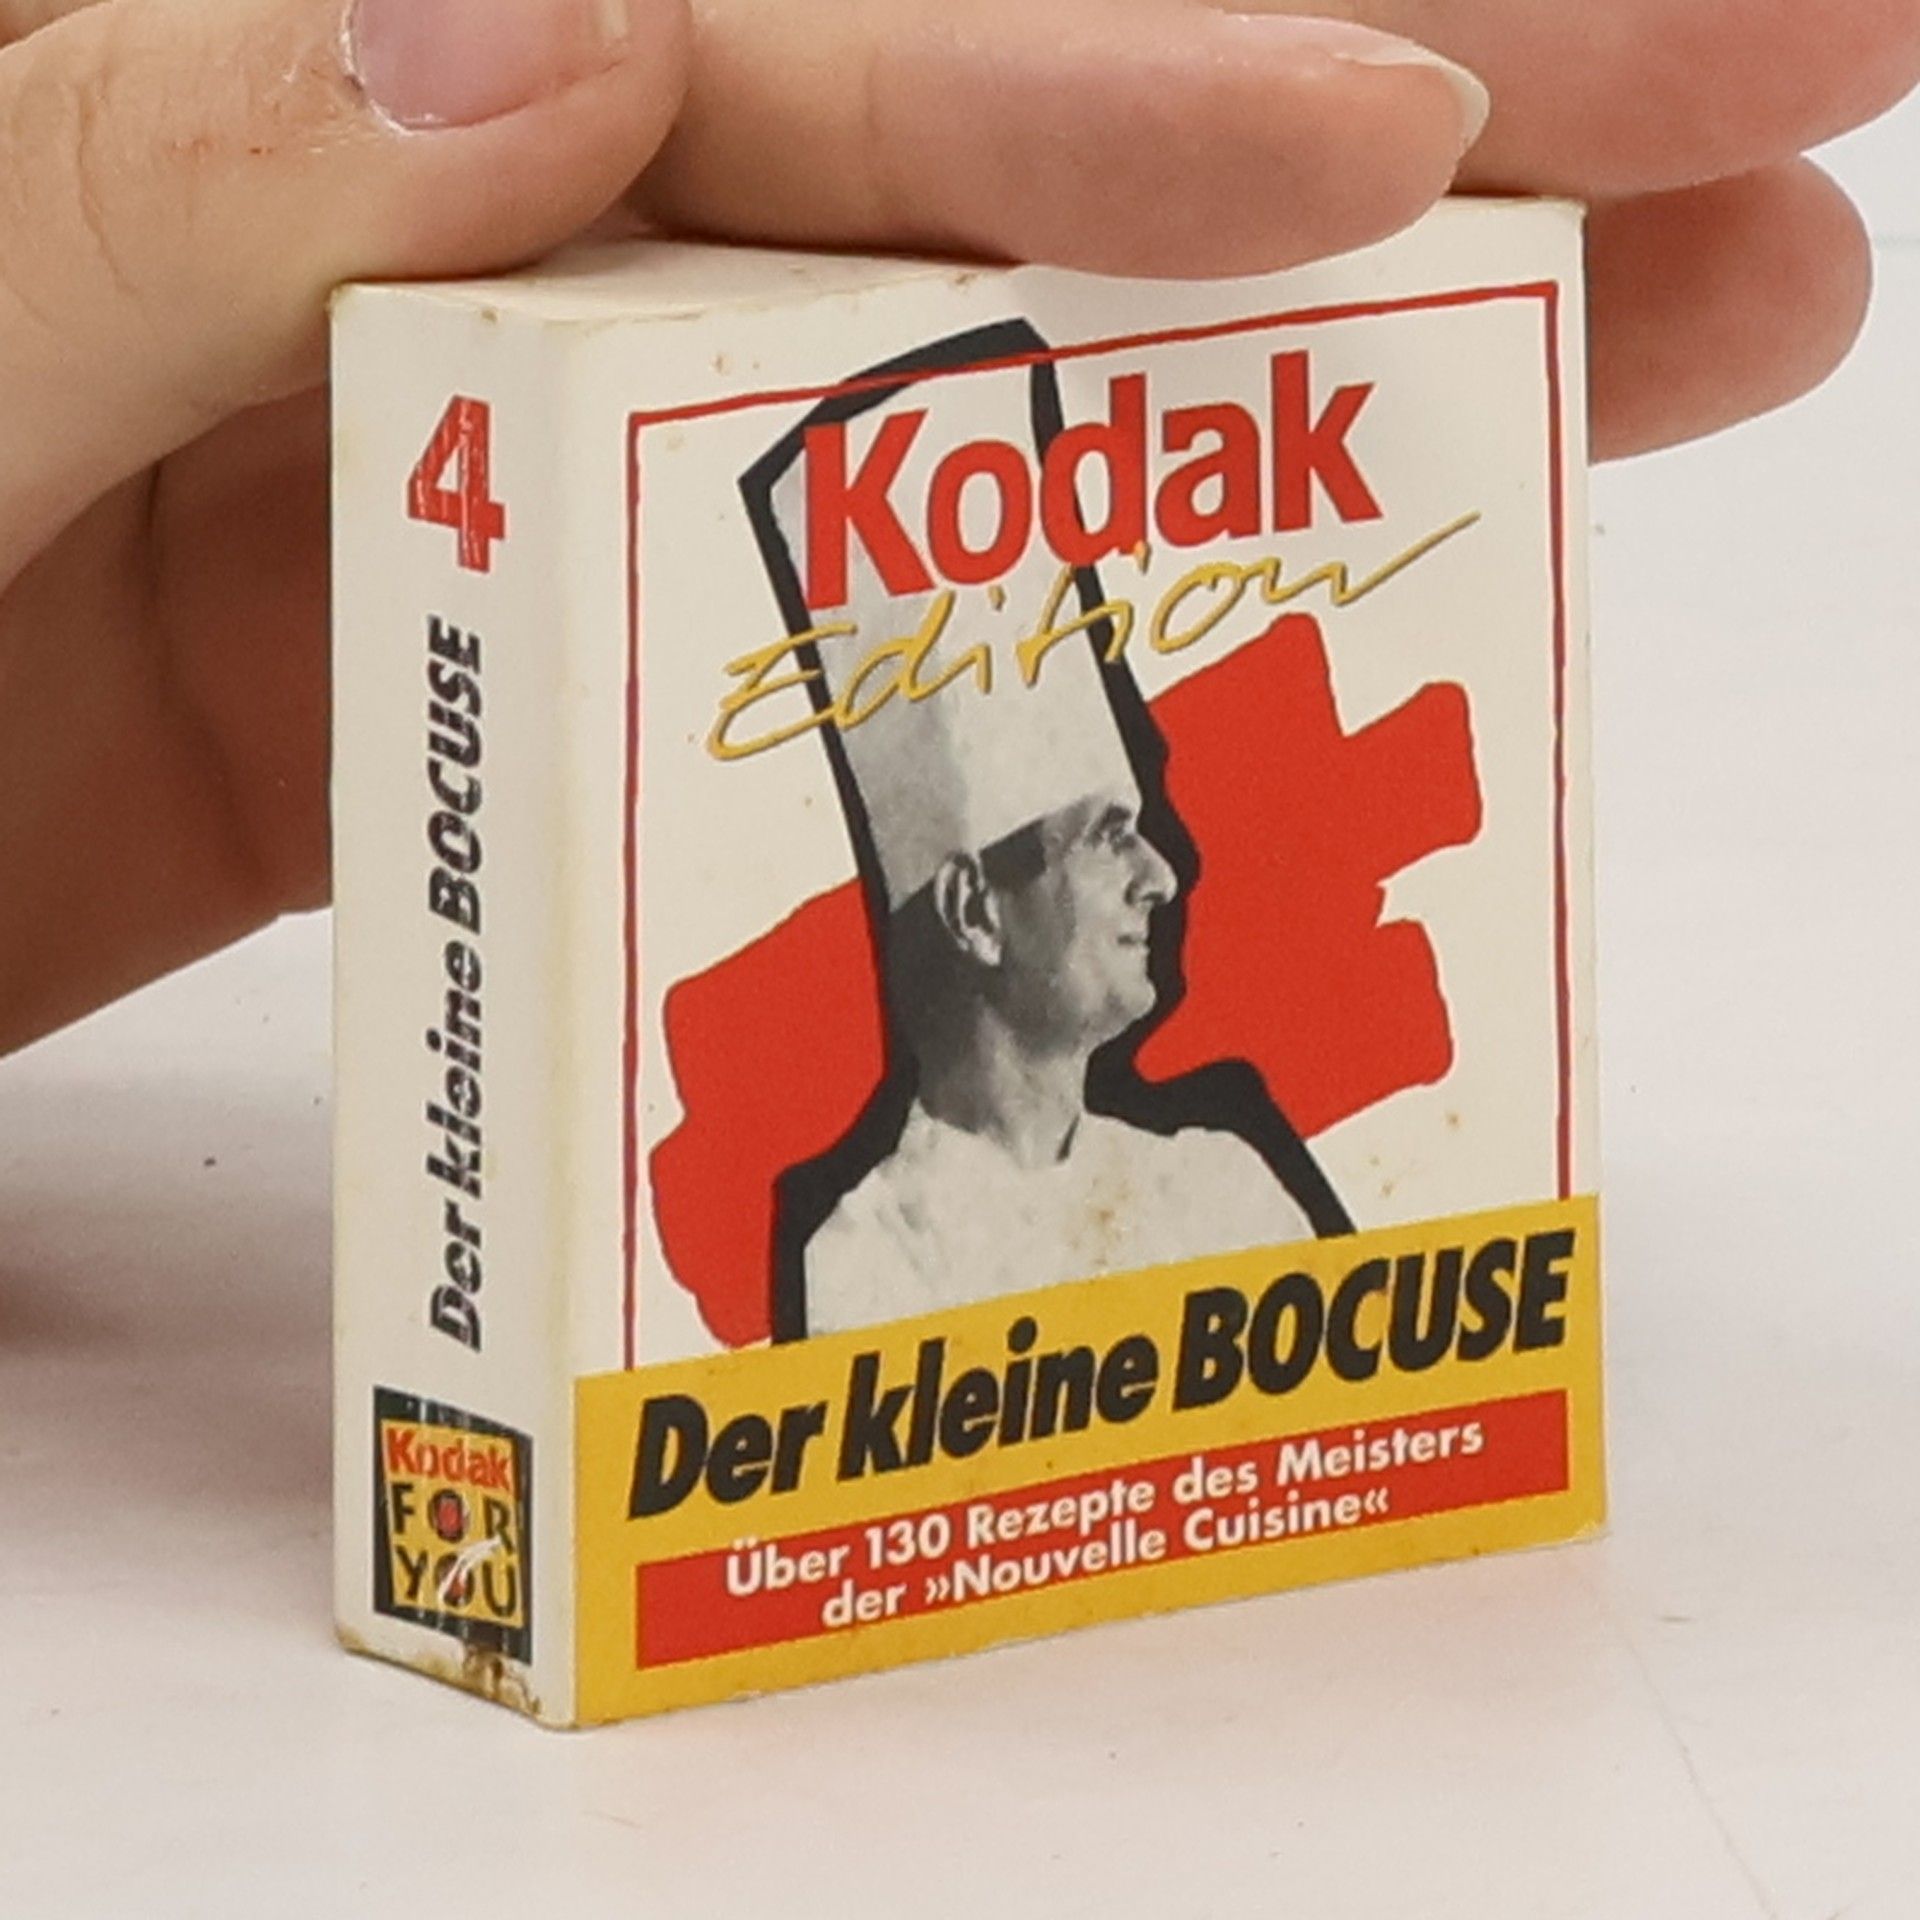 4
Der kleine BOCUSE
Kodak
FOR
YOU
Kodak
Edition
Der kleine BOCUSE
Über 130 Rezepte des Meisters
der »Nouvelle Cuisine«